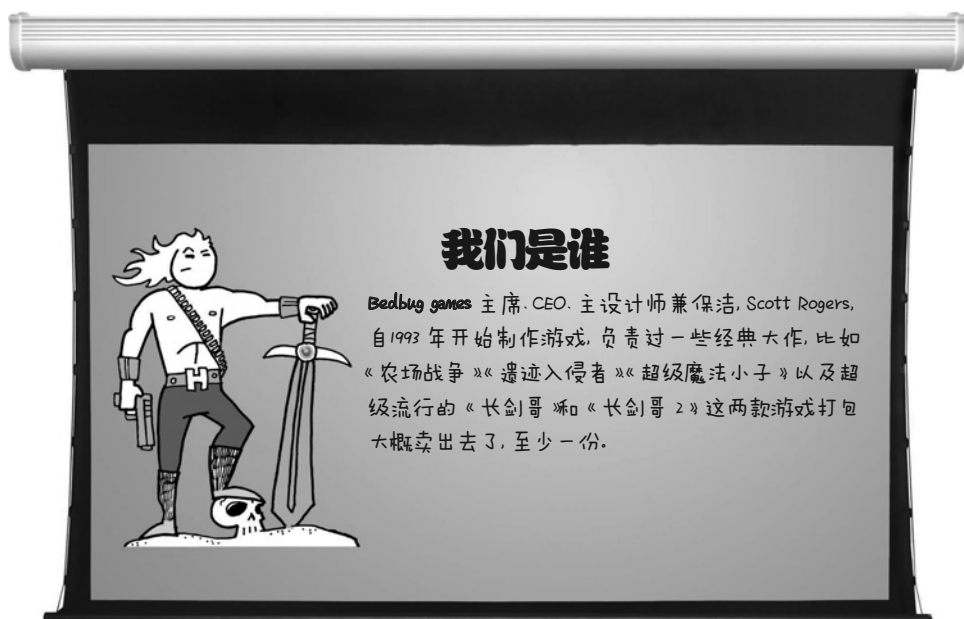 我们是谁
Bedbug games 主席、CEO、主设计师兼保洁, Scott Rogers,
自1993 年开始制作游戏, 负责过一些经典大作, 比如
《农场战争》《遗迹入侵者》《超级魔法小子》以及超
级流行的《长剑哥》和《长剑哥 2》这两款游戏打包
大概卖出去了, 至少一份。
H